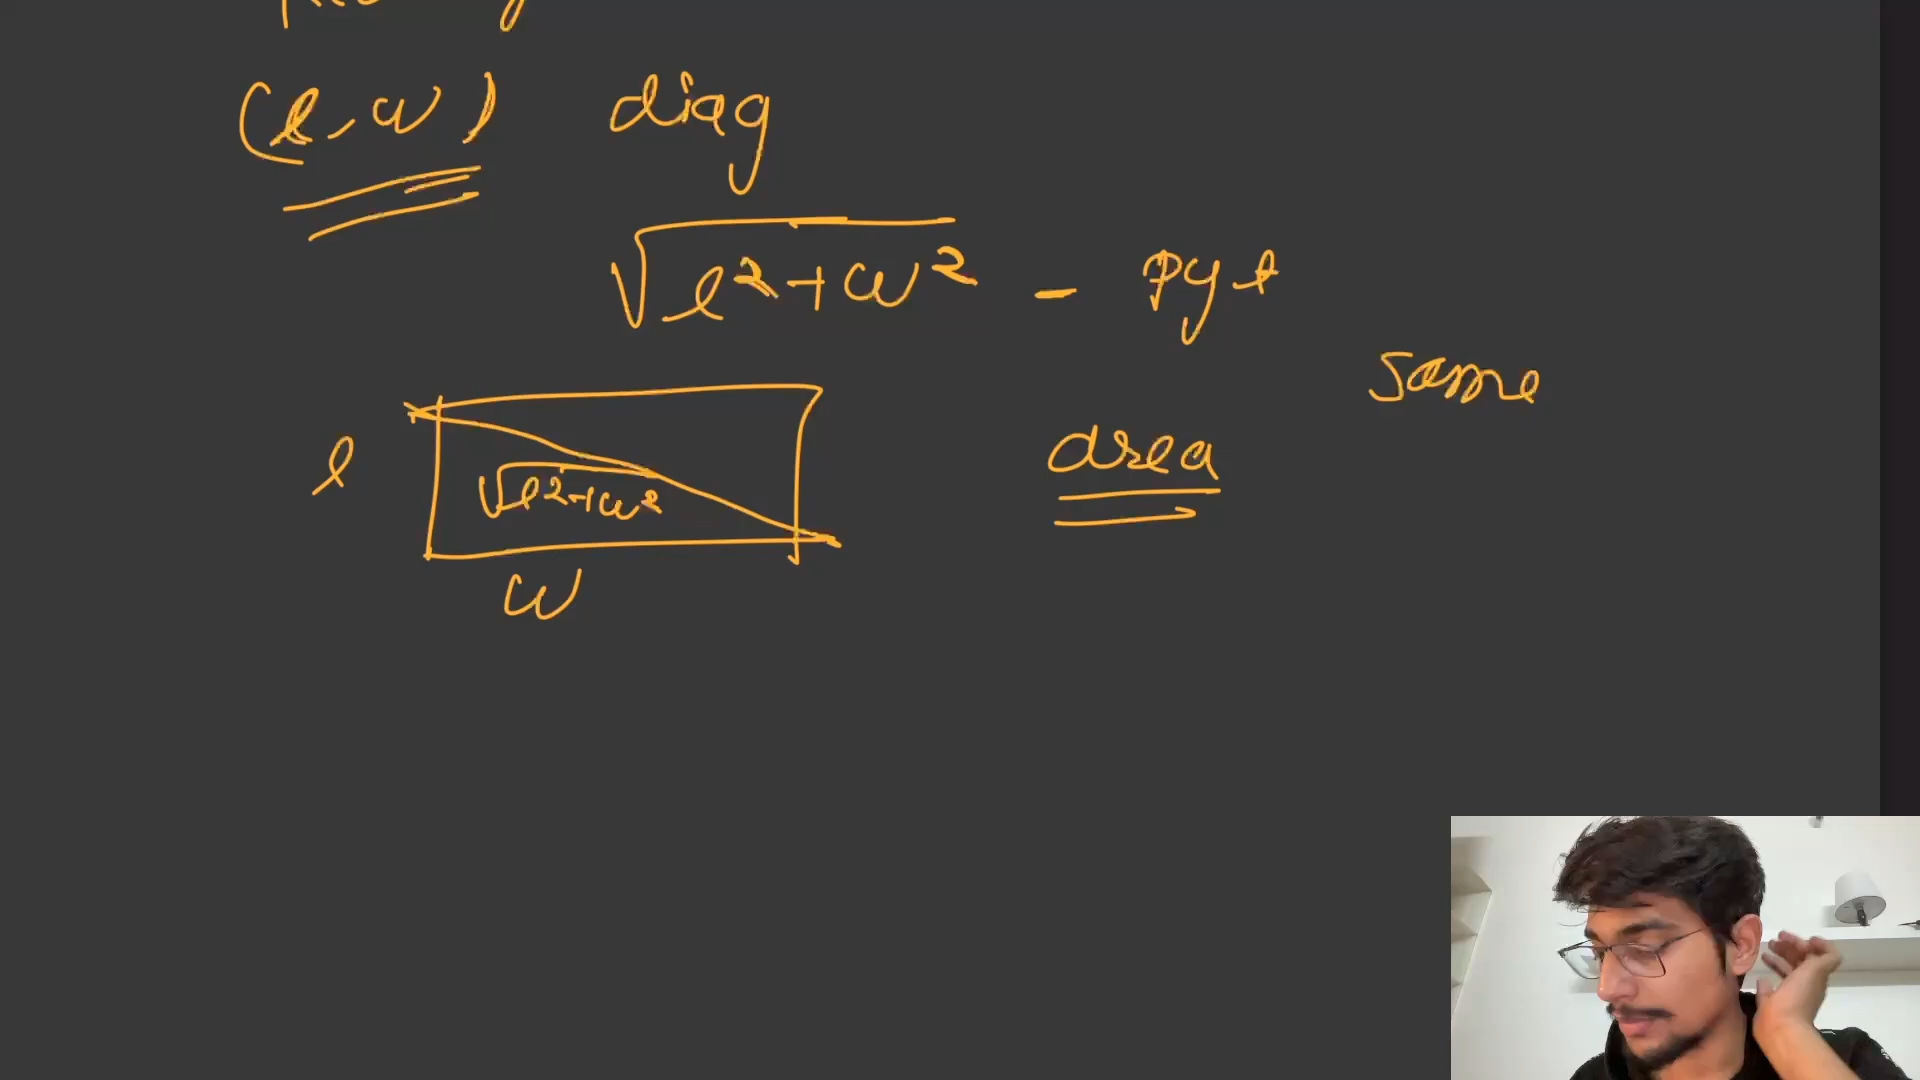 (l, w) diag
√l²+w² - Pyt
same
area
l
√l²+w²
w